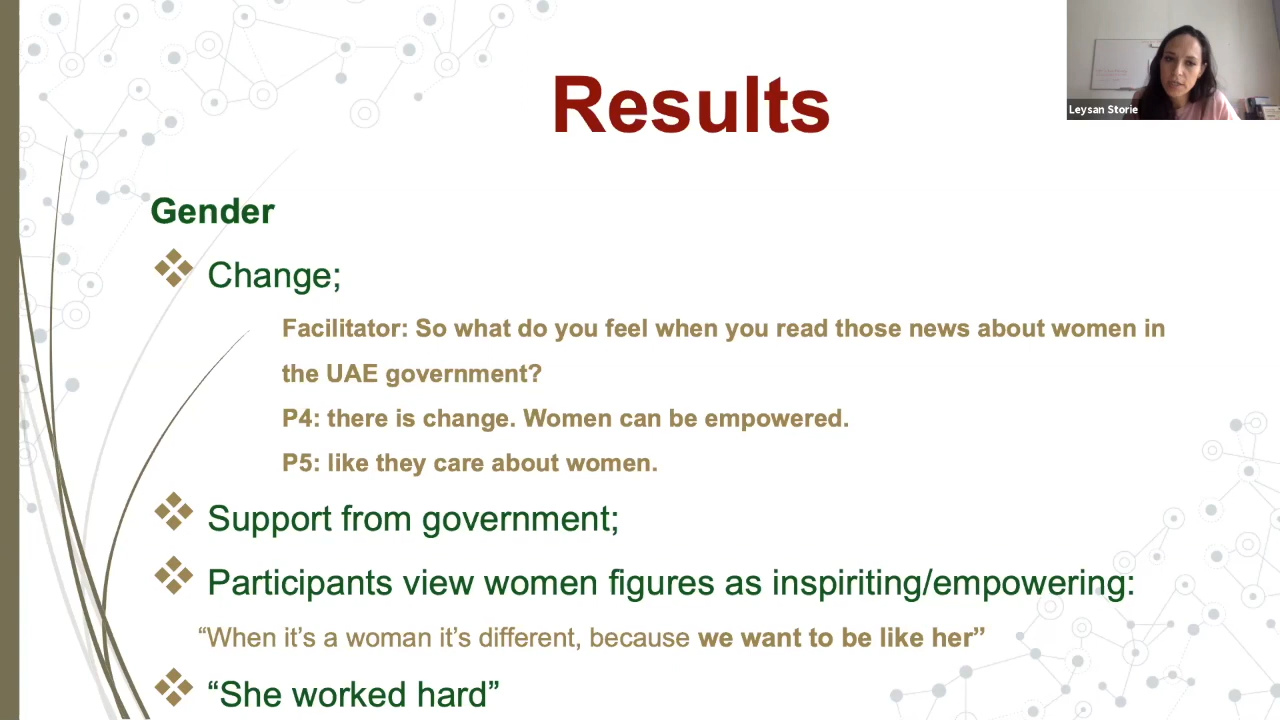 Results
Leysan Storie
Gender
Change;
Facilitator: So what do you feel when you read those news about women in
the UAE government?
P4: there is change. Women can be empowered.
P5: like they care about women.
Support from government;
Participants view women figures as inspiriting/empowering:
“When it’s a woman it’s different, because we want to be like her”
“She worked hard”